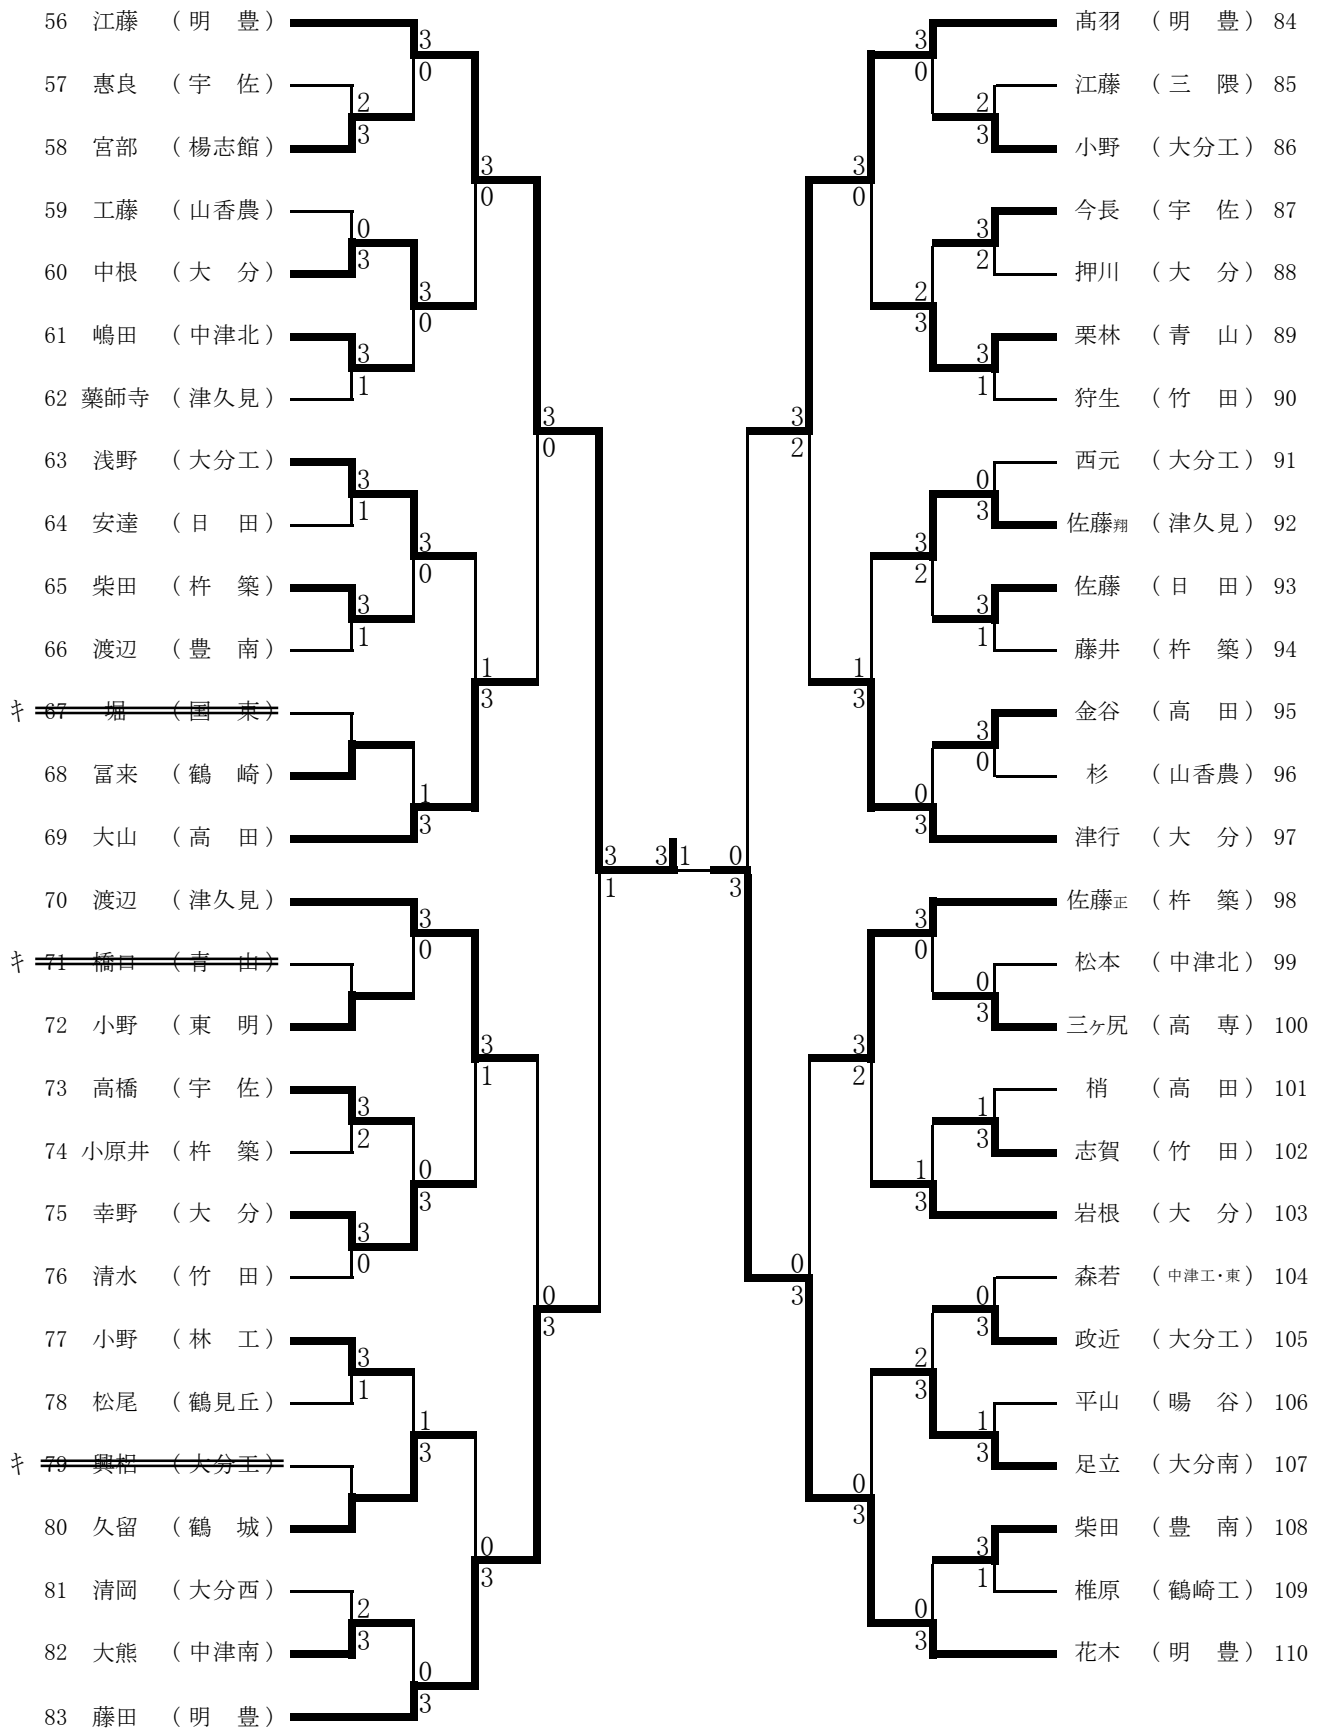 56 江藤 （明 豊）
57 惠良 （宇 佐）
58 宮部 （楊志館）
59 工藤 （山香農）
60 中根 （大 分）
61 嶋田 （中津北）
62 薬師寺 （津久見）
63 浅野 （大分工）
64 安達 （日 田）
65 柴田 （杵 築）
66 渡辺 （豊 南）
キ 67 堀 （国 東）
68 冨来 （鶴 崎）
69 大山 （高 田）
70 渡辺 （津久見）
キ 71 橋口 （青 山）
72 小野 （東 明）
73 高橋 （宇 佐）
74 小原井 （杵 築）
75 幸野 （大 分）
76 清水 （竹 田）
77 小野 （林 工）
78 松尾 （鶴見丘）
キ 79 興梠 （大分工）
80 久留 （鶴 城）
81 清岡 （大分西）
82 大熊 （中津南）
83 藤田 （明 豊）
3
0
2
3
0
3
3
0
3
1
3
0
3
1
3
0
3
1
1
3
1
3
3
0
3
0
3
0
3
1
3
2
0
3
3
0
3
1
1
3
0
3
2
3
0
3
0
3
3
1
3 1
0
3
髙羽 （明 豊） 84
江藤 （三 隈） 85
小野 （大分工） 86
今長 （宇 佐） 87
押川 （大 分） 88
栗林 （青 山） 89
狩生 （竹 田） 90
西元 （大分工） 91
佐藤翔 （津久見） 92
佐藤 （日 田） 93
藤井 （杵 築） 94
金谷 （高 田） 95
杉 （山香農） 96
津行 （大 分） 97
佐藤正 （杵 築） 98
松本 （中津北） 99
三ヶ尻 （高 専） 100
梢 （高 田） 101
志賀 （竹 田） 102
岩根 （大 分） 103
森若 （中津工・東） 104
政近 （大分工） 105
平山 （暘 谷） 106
足立 （大分南） 107
柴田 （豊 南） 108
椎原 （鶴崎工） 109
花木 （明 豊） 110
3
0
2
3
3
0
3
2
2
3
3
1
3
2
0
3
3
2
3
1
1
3
3
0
0
3
3
0
0
3
3
2
1
3
1
3
0
3
0
3
2
3
1
3
0
3
3
1
0
3